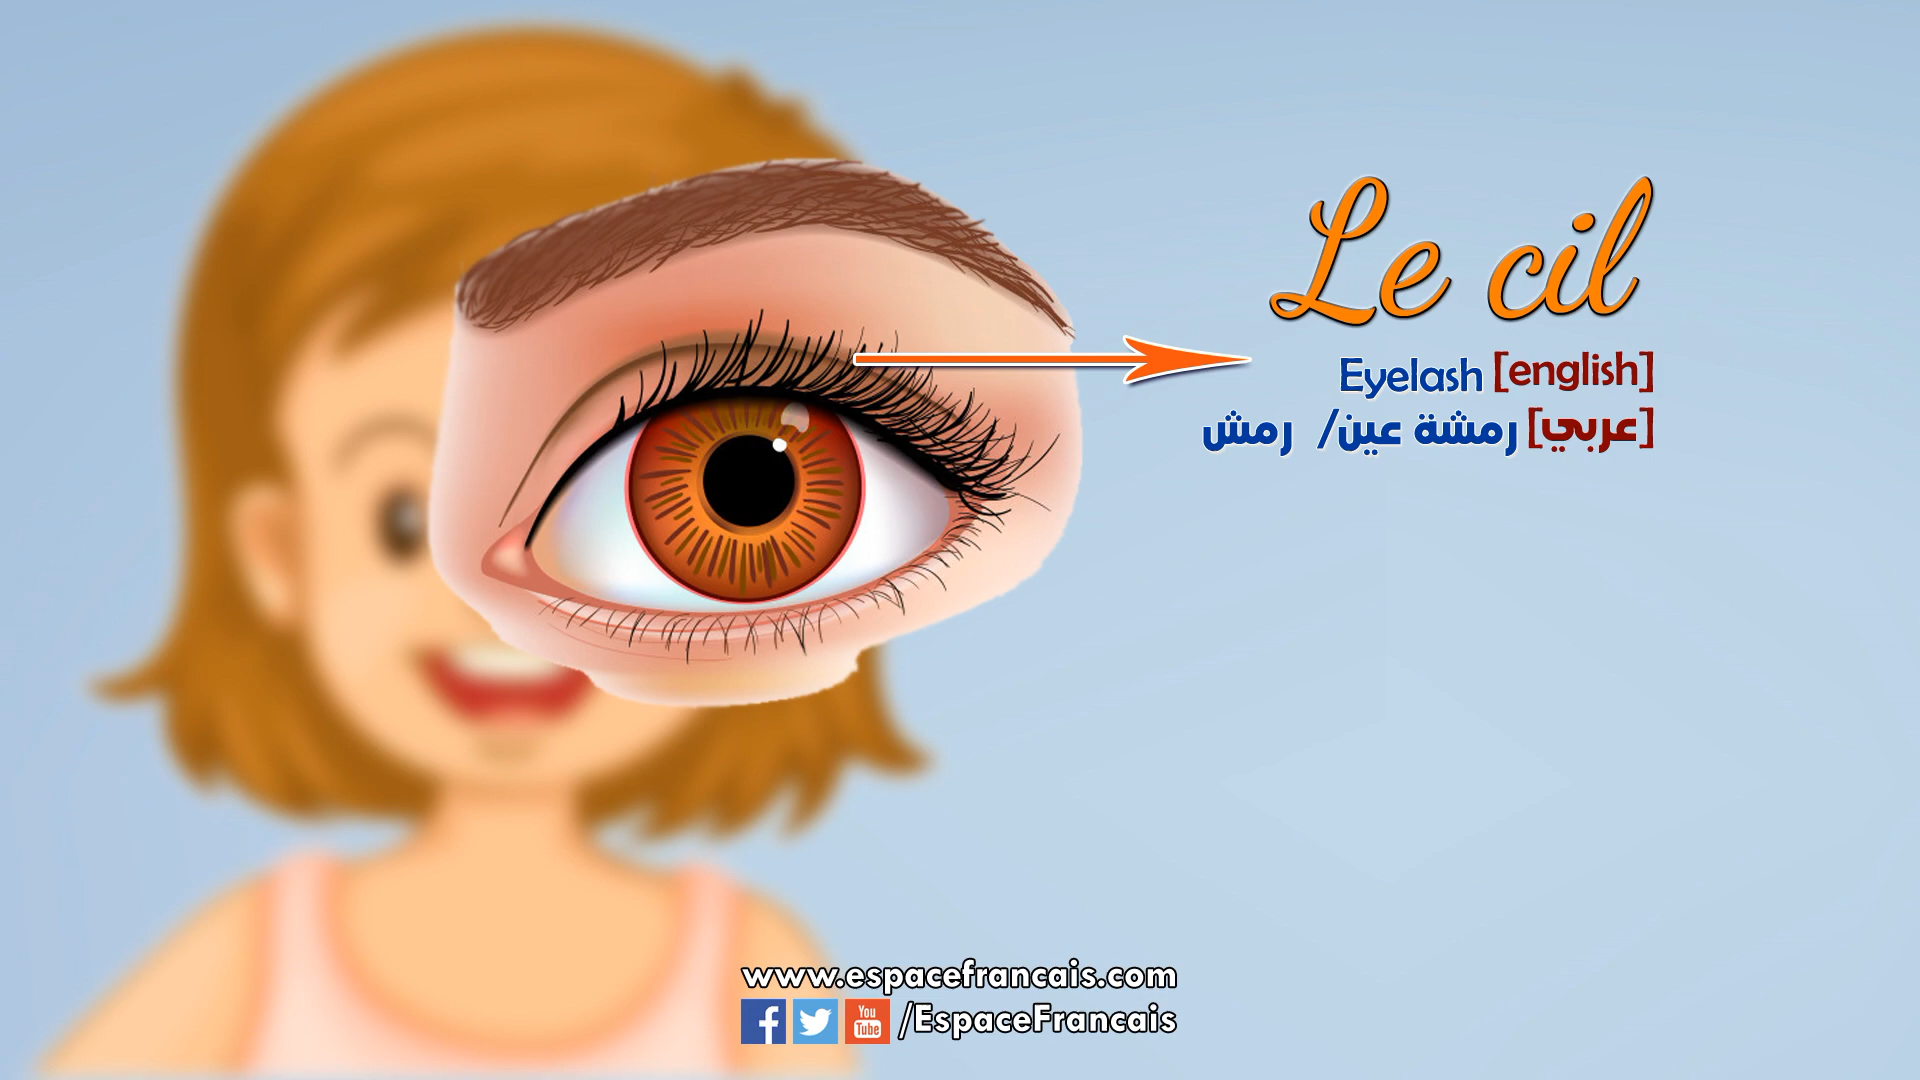 Le cil
Eyelash [english]
[عربي] رمشة عين/ رمش
www.espacefrancais.com
You Tube /EspaceFrancais